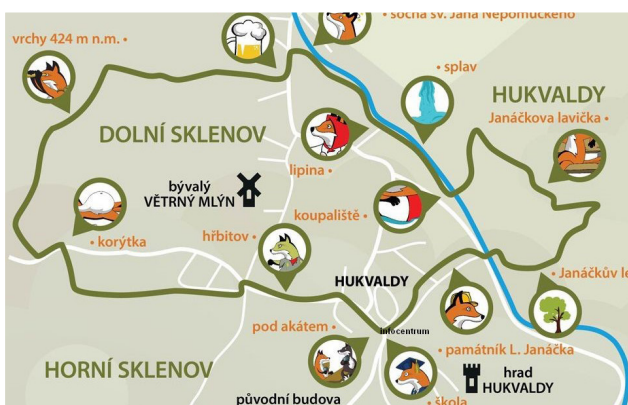 socha sv. Jana Nepomuckého
vrchy 424 m n.m. •
• splav
HUKVALDY
Janáčkova lavička •
DOLNÍ SKLENOV
lipina •
bývalý
VĚTRNÝ MLÝN
koupaliště •
• korýtka
hřbitov •
HUKVALDY
• Janáčkův le
infocentrum
pod akátem •
• památník L. Janáčka
HORNÍ SKLENOV
hrad
HUKVALDY
původní budova
• škola